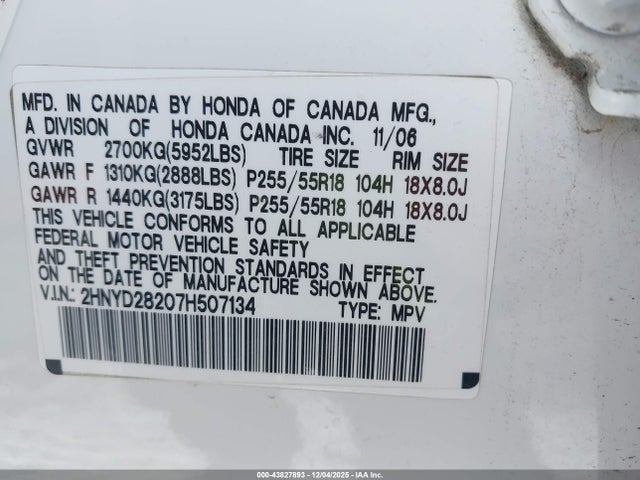 MFD. IN CANADA BY HONDA OF CANADA MFG.,
A DIVISION OF HONDA CANADA INC. 11/06
GVWR 2700KG(5952LBS) TIRE SIZE RIM SIZE
GAWR F 1310KG(2888LBS) P255/55R18 104H 18X8.0J
GAWR R 1440KG(3175LBS) P255/55R18 104H 18X8.0J
THIS VEHICLE CONFORMS TO ALL APPLICABLE
FEDERAL MOTOR VEHICLE SAFETY
AND THEFT PREVENTION STANDARDS IN EFFECT
ON THE DATE OF MANUFACTURE SHOWN ABOVE.
V.I.N.: 2HNYD28207H507134 TYPE: MPV
000-43827893 - 12/04/2025 - IAA Inc.